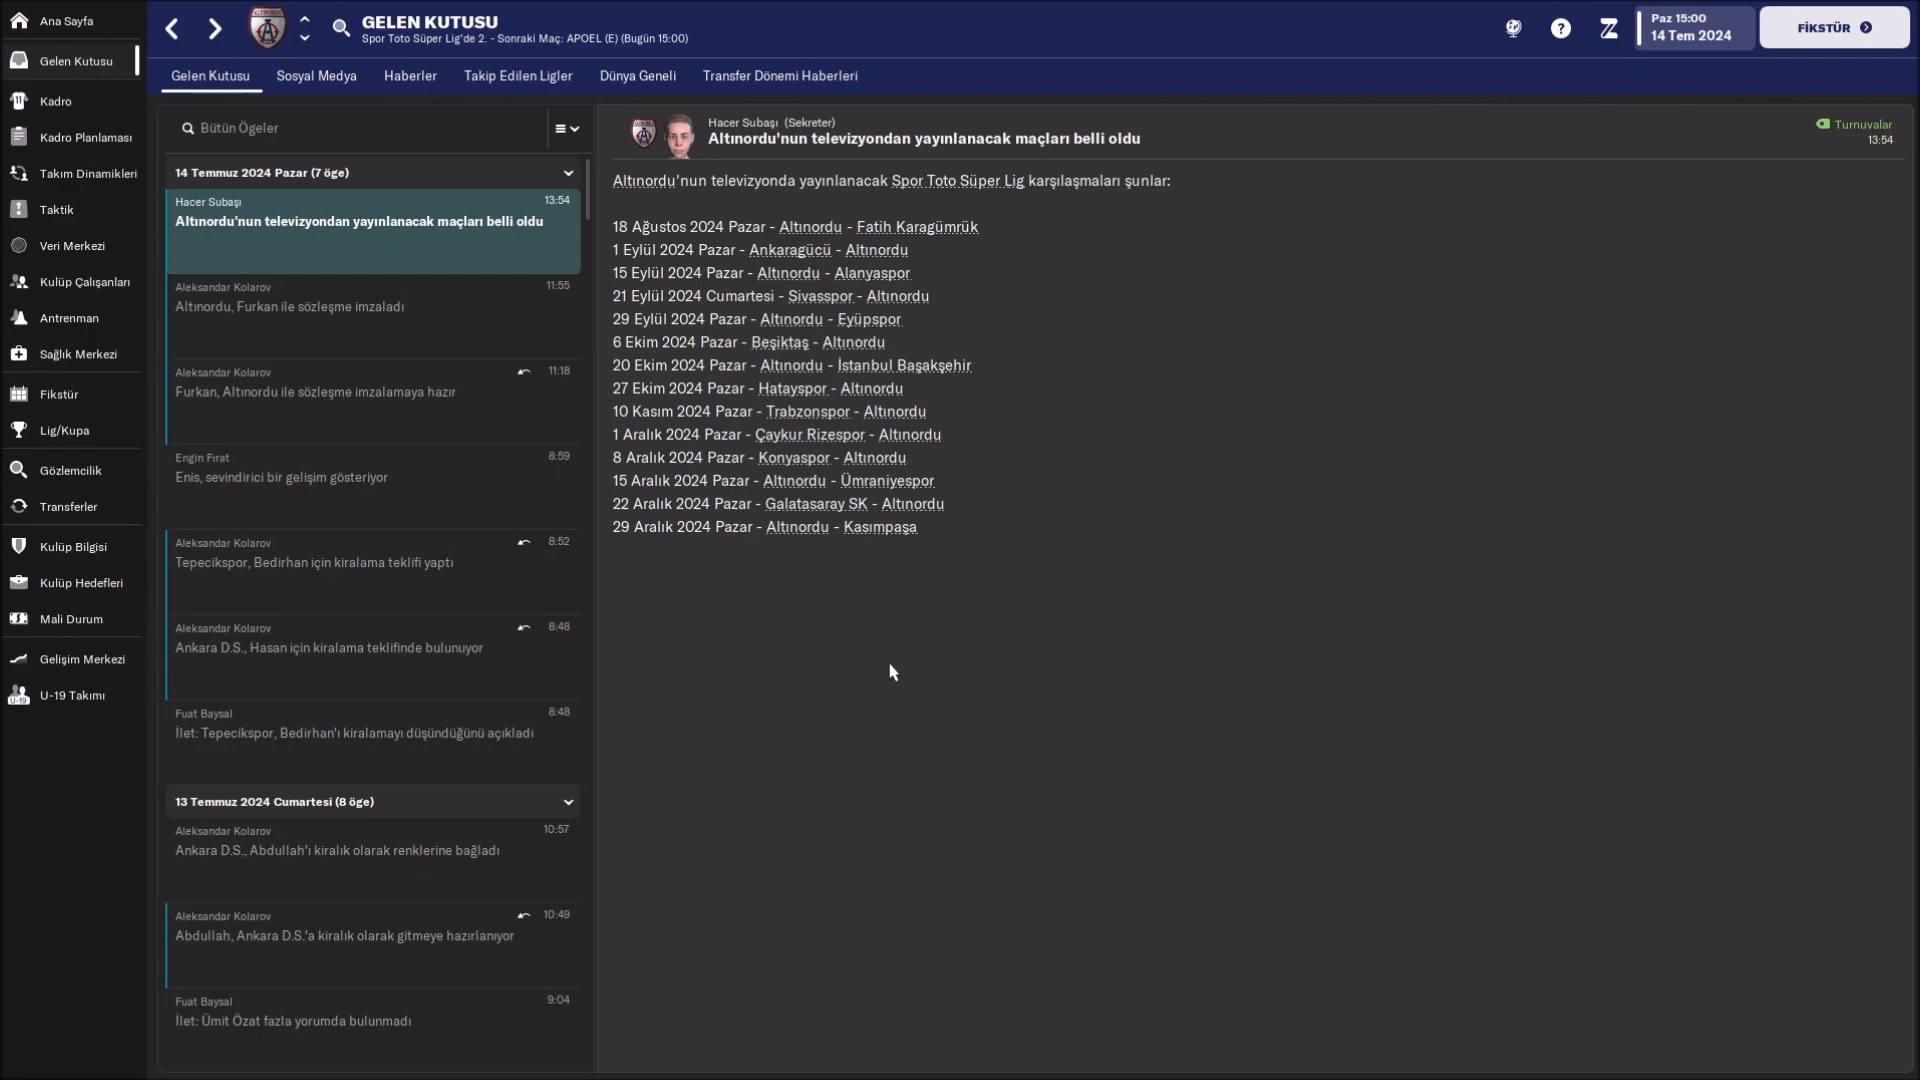 Ana Sayfa
Gelen Kutusu
Kadro
Kadro Planlaması
Takım Dinamikleri
Taktik
Veri Merkezi
Kulüp Çalışanları
Antrenman
Sağlık Merkezi
Fikstür
Lig/Kupa
Gözlemcilik
Transferler
Kulüp Bilgisi
Kulüp Hedefleri
Mali Durum
Gelişim Merkezi
U-19 Takımı
GELEN KUTUSU
Spor Toto Süper Lig'de 2. - Sonraki Maç: APOEL (E) (Bugün 15:00)
Paz 15:00
14 Tem 2024
FİKSTÜR
Gelen Kutusu Sosyal Medya Haberler Takip Edilen Ligler Dünya Geneli Transfer Dönemi Haberleri
Bütün Ögeler
14 Temmuz 2024 Pazar (7 öge)
Hacer Subaşı 13:54
Altınordu'nun televizyondan yayınlanacak maçları belli oldu
Aleksandar Kolarov 11:55
Altınordu, Furkan ile sözleşme imzaladı
Aleksandar Kolarov 11:18
Furkan, Altınordu ile sözleşme imzalamaya hazır
Engin Fırat 8:59
Enis, sevindirici bir gelişim gösteriyor
Aleksandar Kolarov 8:52
Tepecikspor, Bedirhan için kiralama teklifi yaptı
Aleksandar Kolarov 8:48
Ankara D.S., Hasan için kiralama teklifinde bulunuyor
Fuat Baysal 8:48
İlet: Tepecikspor, Bedirhan'ı kiralamayı düşündüğünü açıkladı
13 Temmuz 2024 Cumartesi (8 öge)
Aleksandar Kolarov 10:57
Ankara D.S., Abdullah'ı kiralık olarak renklerine bağladı
Aleksandar Kolarov 10:49
Abdullah, Ankara D.S.'a kiralık olarak gitmeye hazırlanıyor
Fuat Baysal 9:04
İlet: Ümit Özat fazla yorumda bulunmadı
Hacer Subaşı (Sekreter)
Altınordu'nun televizyondan yayınlanacak maçları belli oldu
Turnuvalar
13:54
Altınordu'nun televizyonda yayınlanacak Spor Toto Süper Lig karşılaşmaları şunlar:
18 Ağustos 2024 Pazar - Altınordu - Fatih Karagümrük
1 Eylül 2024 Pazar - Ankaragücü - Altınordu
15 Eylül 2024 Pazar - Altınordu - Alanyaspor
21 Eylül 2024 Cumartesi - Sivasspor - Altınordu
29 Eylül 2024 Pazar - Altınordu - Eyüpspor
6 Ekim 2024 Pazar - Beşiktaş - Altınordu
20 Ekim 2024 Pazar - Altınordu - İstanbul Başakşehir
27 Ekim 2024 Pazar - Hatayspor - Altınordu
10 Kasım 2024 Pazar - Trabzonspor - Altınordu
1 Aralık 2024 Pazar - Çaykur Rizespor - Altınordu
8 Aralık 2024 Pazar - Konyaspor - Altınordu
15 Aralık 2024 Pazar - Altınordu - Ümraniyespor
22 Aralık 2024 Pazar - Galatasaray SK - Altınordu
29 Aralık 2024 Pazar - Altınordu - Kasımpaşa